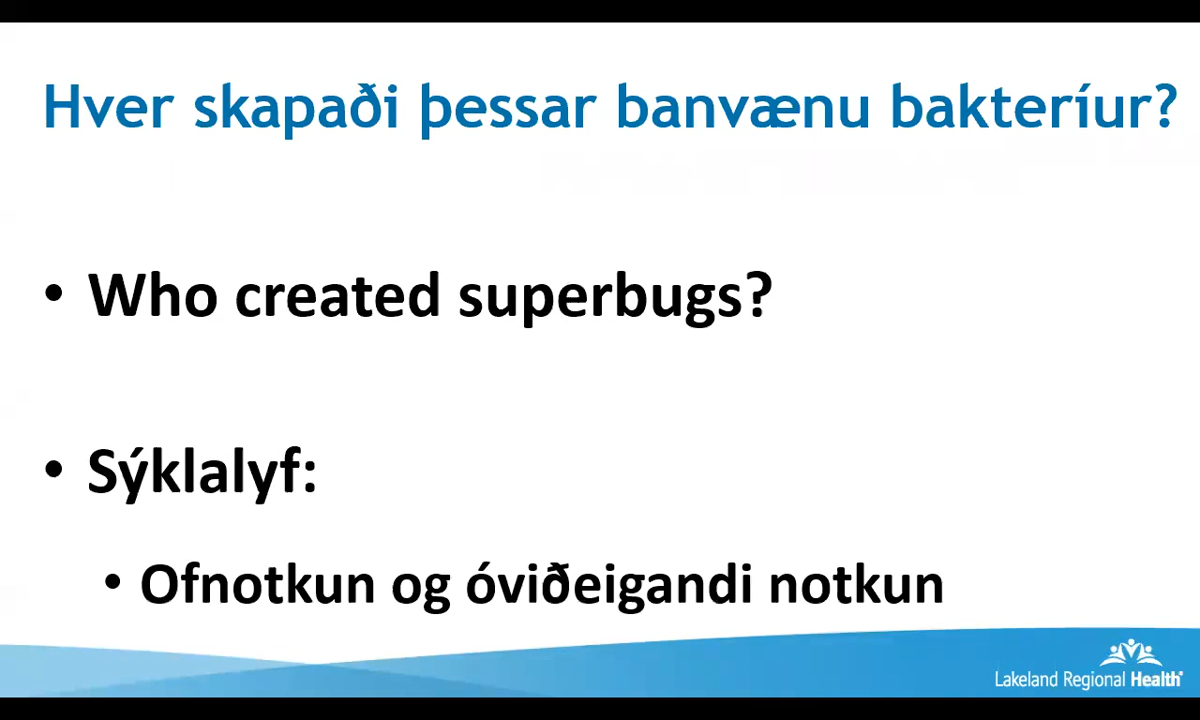 Hver skapaði þessar banvænu bakteríur?
• Who created superbugs?
• Sýklalyf:
• Ofnotkun og óviðeigandi notkun
Lakeland Regional Health